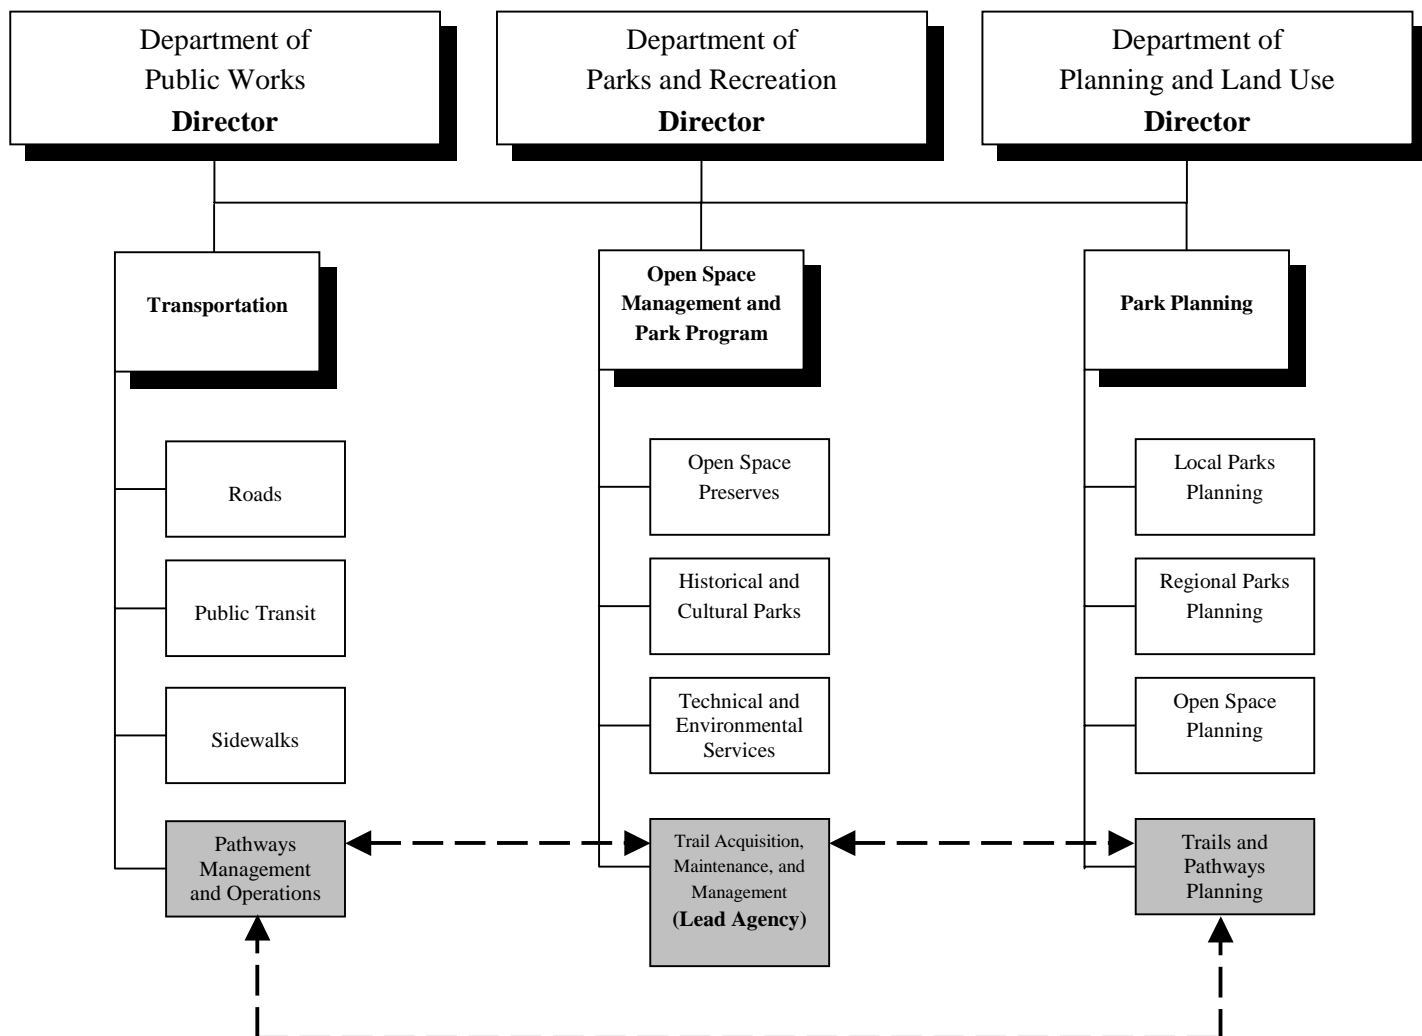 Department of
Public Works
Director
Department of
Parks and Recreation
Director
Department of
Planning and Land Use
Director
Transportation
Open Space
Management and
Park Program
Park Planning
Roads
Public Transit
Sidewalks
Pathways
Management
and Operations
Open Space
Preserves
Historical and
Cultural Parks
Technical and
Environmental
Services
Trail Acquisition,
Maintenance, and
Management
(Lead Agency)
Local Parks
Planning
Regional Parks
Planning
Open Space
Planning
Trails and
Pathways
Planning